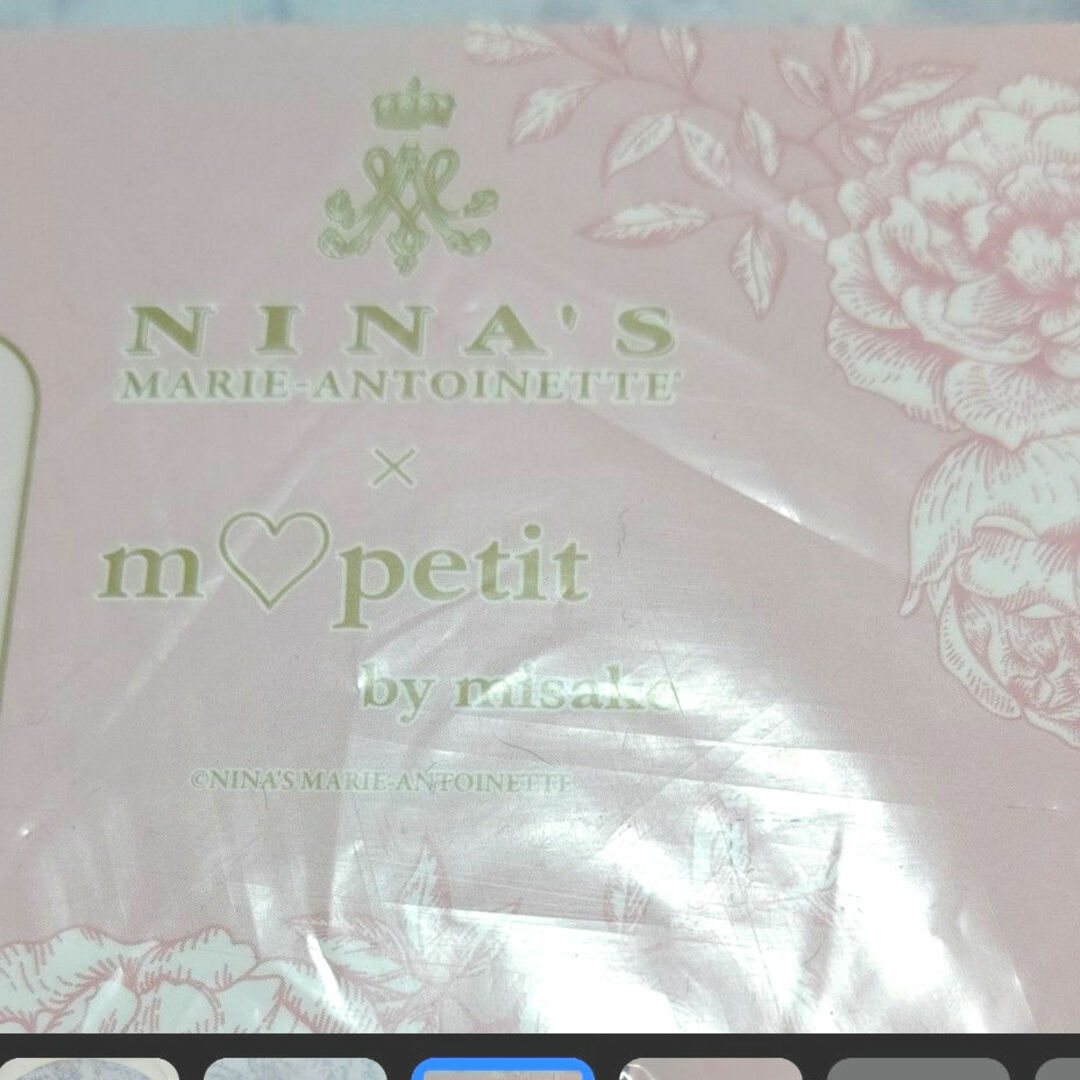 NINA'S
MARIE-ANTOINETTE
×
m♡petit
by misako
©NINA'S MARIE-ANTOINETTE